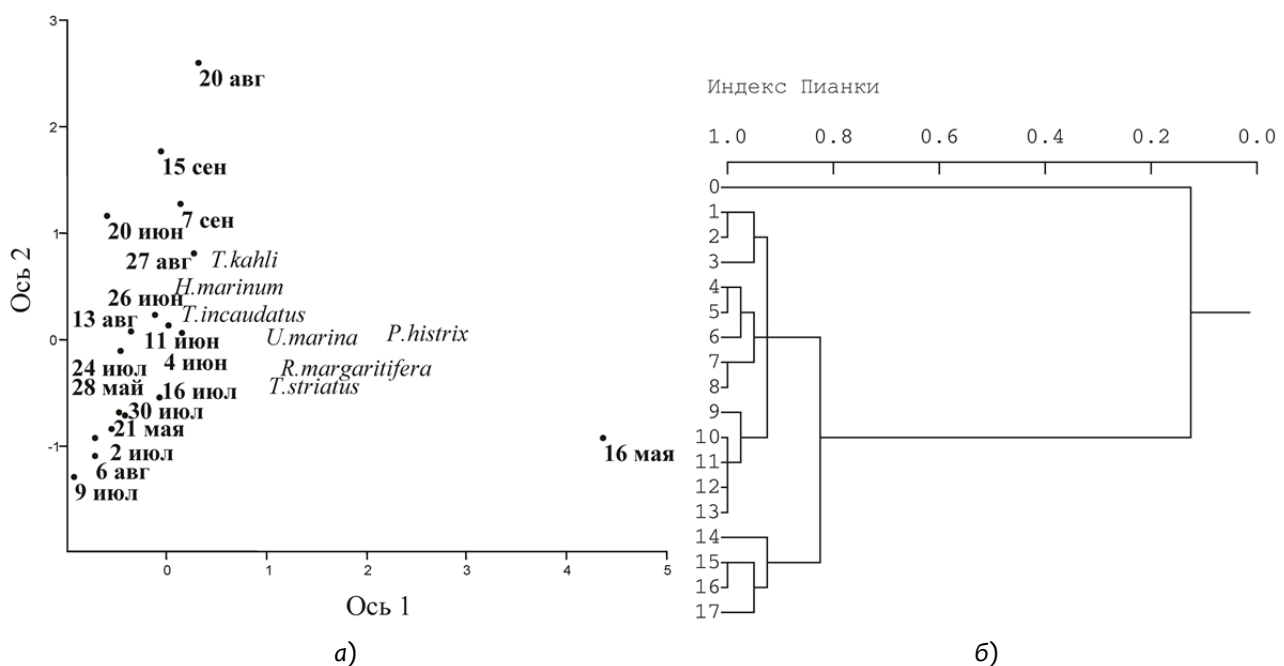 3
2
1
0
-1
Ось 2
20 авг
15 сен
7 сен
20 июн
27 авг
T.kahli
H.marinum
26 июн
T.incaudatus
13 авг
11 июн
U.marina
P.histrix
4 июн
24 июл
R.margaritifera
28 май
16 июл
T.striatus
30 июл
21 мая
2 июл
16 мая
6 авг
9 июл
0 1 2 3 4 5
Ось 1
а)
Индекс Пианки
1.0 0.8 0.6 0.4 0.2 0.0
0
1
2
3
4
5
6
7
8
9
10
11
12
13
14
15
16
17
б)